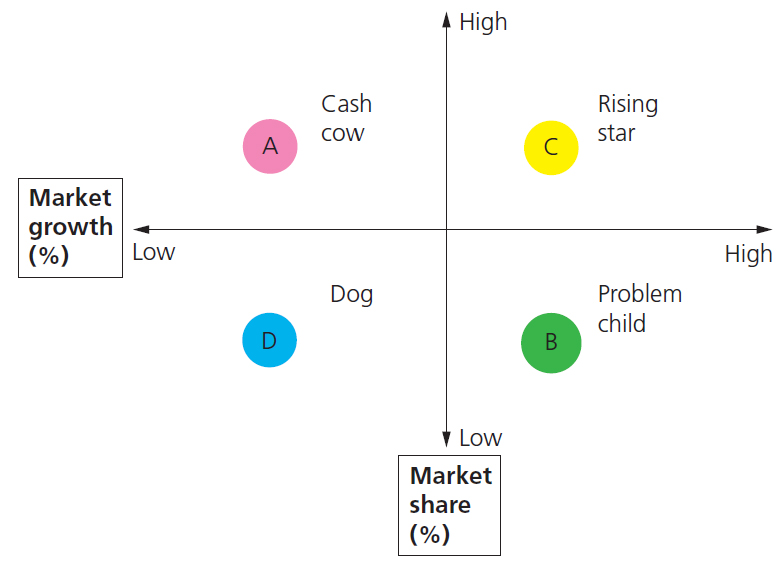 High
Cash
cow
Rising
star
A
C
Market
growth
(%)
Low
High
Dog
Problem
child
D
B
Low
Market
share
(%)